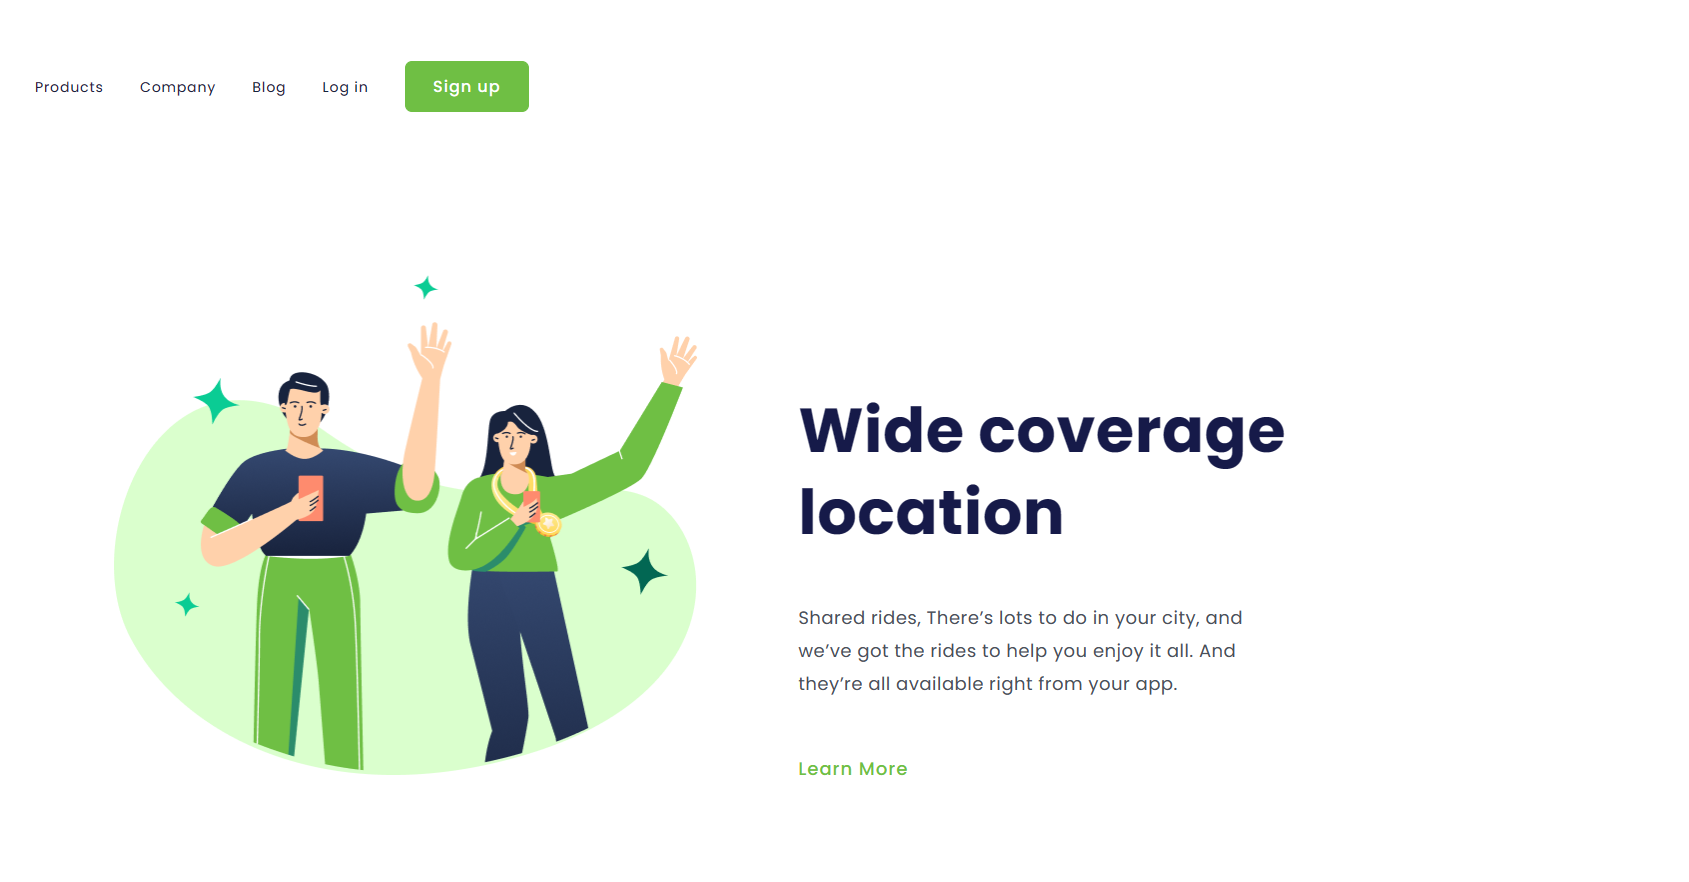 Products Company Blog Log in Sign up
Wide coverage
location
Shared rides, There’s lots to do in your city, and
we’ve got the rides to help you enjoy it all. And
they’re all available right from your app.
Learn More